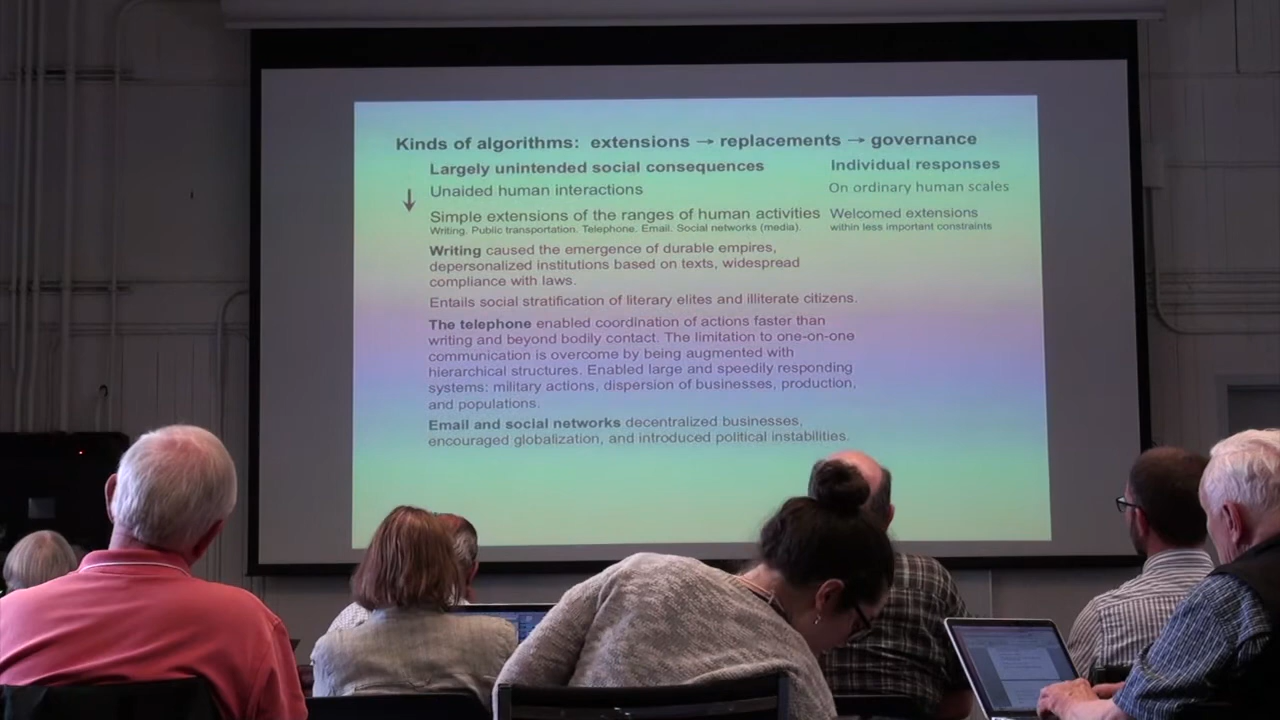 Kinds of algorithms: extensions → replacements → governance
Largely unintended social consequences Individual responses
↓ Unaided human interactions On ordinary human scales
Simple extensions of the ranges of human activities Welcomed extensions
Writing. Public transportation. Telephone. Email. Social networks (media). within less important constraints
Writing caused the emergence of durable empires,
depersonalized institutions based on texts, widespread
compliance with laws.
Entails social stratification of literary elites and illiterate citizens.
The telephone enabled coordination of actions faster than
writing and beyond bodily contact. The limitation to one-on-one
communication is overcome by being augmented with
hierarchical structures. Enabled large and speedily responding
systems: military actions, dispersion of businesses, production,
and populations.
Email and social networks decentralized businesses,
encouraged globalization, and introduced political instabilities.